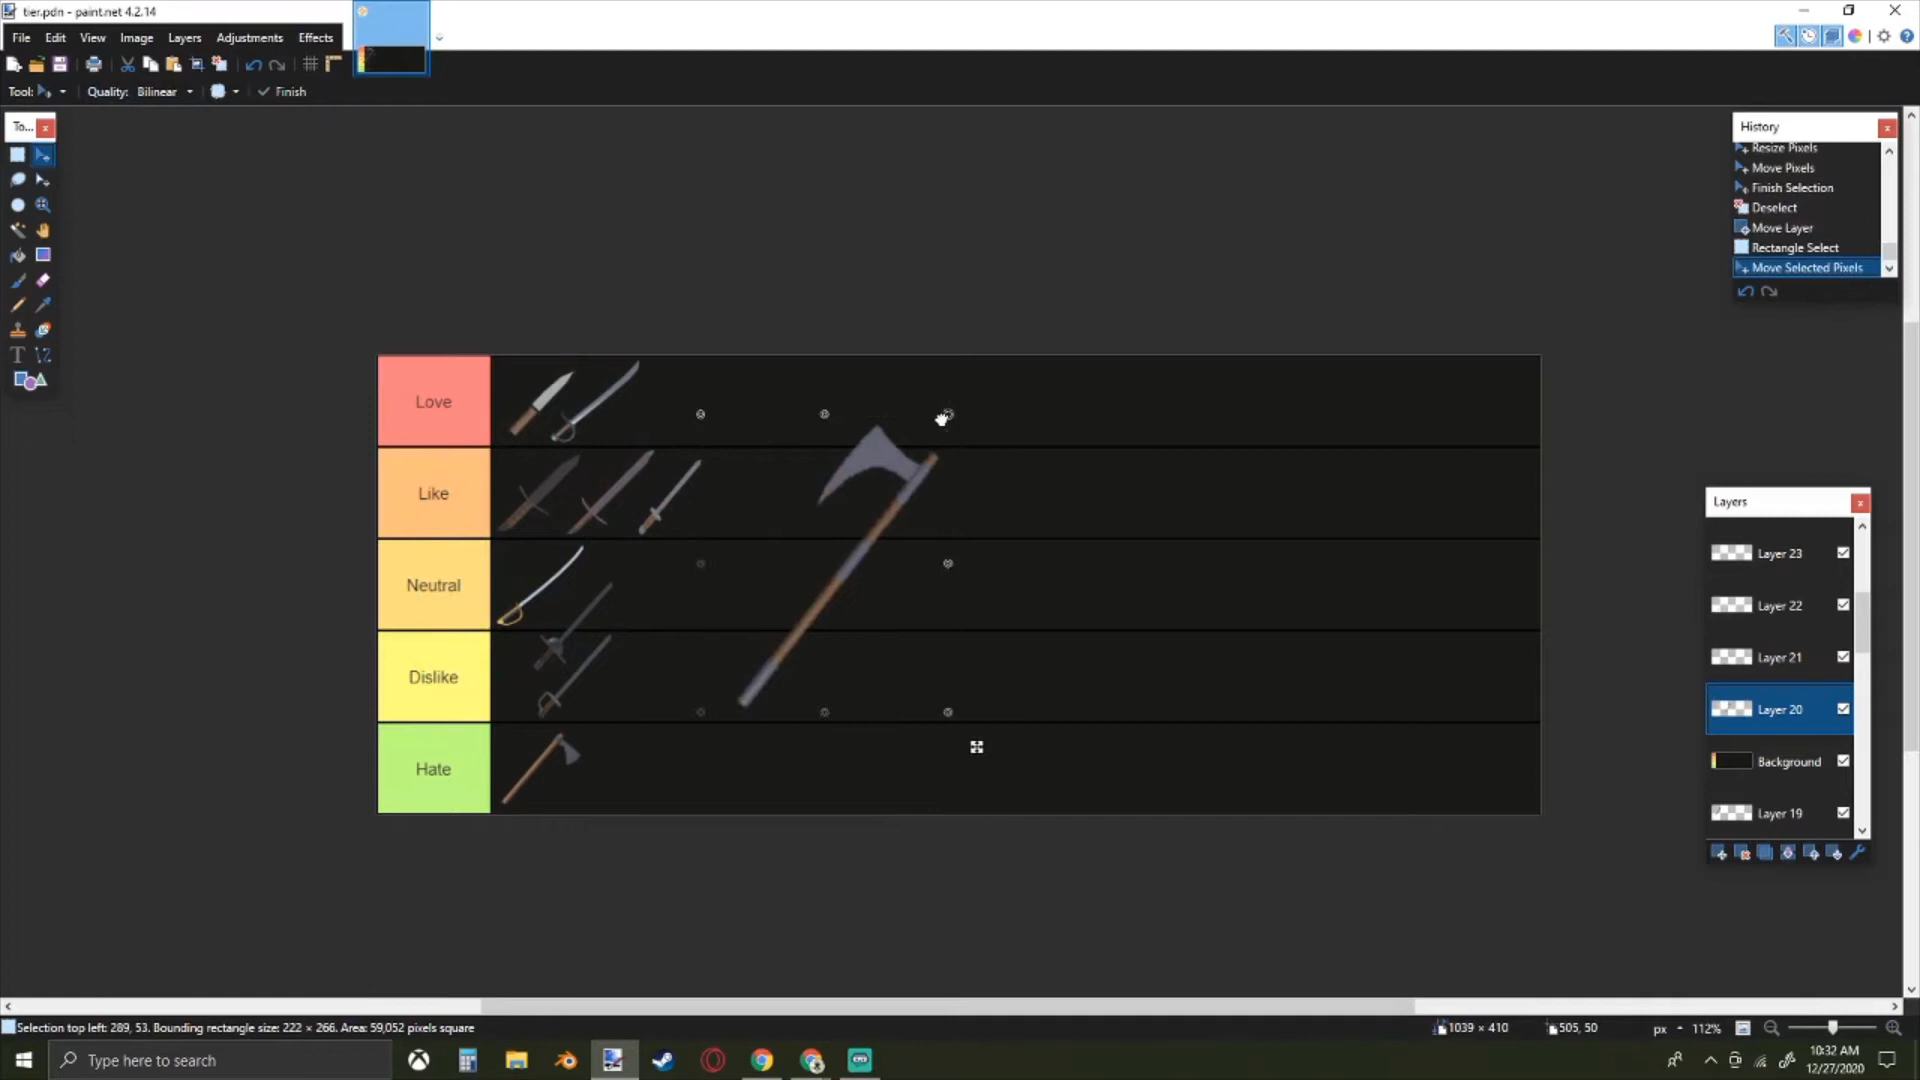 tier.pdn - paint.net 4.2.14
File Edit View Image Layers Adjustments Effects
Tool: Quality: Bilinear Finish
To...
History
Resize Pixels
Move Pixels
Finish Selection
Deselect
Move Layer
Rectangle Select
Move Selected Pixels
Love
Like
Neutral
Dislike
Hate
Layers
Layer 23
Layer 22
Layer 21
Layer 20
Background
Layer 19
Selection top left: 289, 53. Bounding rectangle size: 222 × 266. Area: 59,052 pixels square
1039 × 410
505, 50
px
112%
Type here to search
10:32 AM
12/27/2020